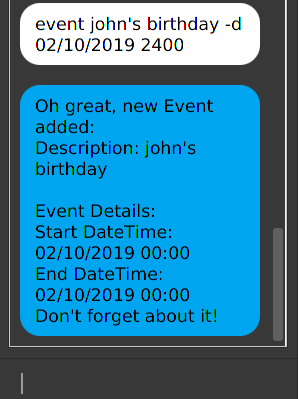 event john's birthday -d
02/10/2019 2400
Oh great, new Event
added:
Description: john's
birthday
Event Details:
Start DateTime:
02/10/2019 00:00
End DateTime:
02/10/2019 00:00
Don't forget about it!